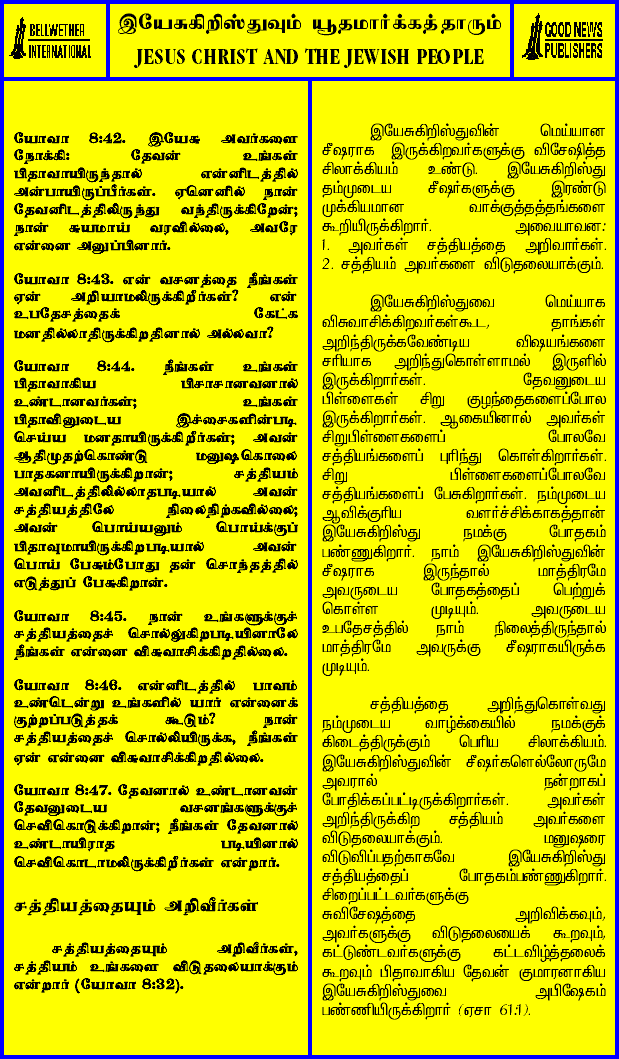 BELLWETHER
INTERNATIONAL
இயேசுகிறிஸ்துவும் யூதமார்க்கத்தாரும்
JESUS CHRIST AND THE JEWISH PEOPLE
GOOD NEWS
PUBLISHERS
யோவா 8:42. இயேசு அவர்களை
நோக்கி: தேவன் உங்கள்
பிதாவாயிருந்தால் என்னிடத்தில்
அன்பாயிருப்பீர்கள். ஏனெனில் நான்
தேவனிடத்திலிருந்து வந்திருக்கிறேன்;
நான் சுயமாய் வரவில்லை, அவரே
என்னை அனுப்பினார்.
யோவா 8:43. என் வசனத்தை நீங்கள்
ஏன் அறியாமலிருக்கிறீர்கள்? என்
உபதேசத்தைக் கேட்க
மனதில்லாதிருக்கிறதினால் அல்லவா?
யோவா 8:44. நீங்கள் உங்கள்
பிதாவாகிய பிசாசானவனால்
உண்டானவர்கள்; உங்கள்
பிதாவினுடைய இச்சைகளின்படி
செய்ய மனதாயிருக்கிறீர்கள்; அவன்
ஆதிமுதற்கொண்டு மனுஷகொலை
பாதகனாயிருக்கிறான்; சத்தியம்
அவனிடத்திலில்லாதபடியால் அவன்
சத்தியத்திலே நிலைநிற்கவில்லை;
அவன் பொய்யனும் பொய்க்குப்
பிதாவுமாயிருக்கிறபடியால் அவன்
பொய் பேசும்போது தன் சொந்தத்தில்
எடுத்துப் பேசுகிறான்.
யோவா 8:45. நான் உங்களுக்குச்
சத்தியத்தைச் சொல்லுகிறபடியினாலே
நீங்கள் என்னை விசுவாசிக்கிறதில்லை.
யோவா 8:46. என்னிடத்தில் பாவம்
உண்டென்று உங்களில் யார் என்னைக்
குற்றப்படுத்தக் கூடும்? நான்
சத்தியத்தைச் சொல்லியிருக்க, நீங்கள்
ஏன் என்னை விசுவாசிக்கிறதில்லை.
யோவா 8:47. தேவனால் உண்டானவன்
தேவனுடைய வசனங்களுக்குச்
செவிகொடுக்கிறான்; நீங்கள் தேவனால்
உண்டாயிராத படியினால்
செவிகொடாமலிருக்கிறீர்கள் என்றார்.
சத்தியத்தையும் அறிவீர்கள்
சத்தியத்தையும் அறிவீர்கள்,
சத்தியம் உங்களை விடுதலையாக்கும்
என்றார் (யோவா 8:32).
இயேசுகிறிஸ்துவின் மெய்யான
சீஷராக இருக்கிறவர்களுக்கு விசேஷித்த
சிலாக்கியம் உண்டு. இயேசுகிறிஸ்து
தம்முடைய சீஷர்களுக்கு இரண்டு
முக்கியமான வாக்குத்தத்தங்களை
கூறியிருக்கிறார். அவையாவன:
1. அவர்கள் சத்தியத்தை அறிவார்கள்.
2. சத்தியம் அவர்களை விடுதலையாக்கும்.
இயேசுகிறிஸ்துவை மெய்யாக
விசுவாசிக்கிறவர்கள்கூட, தாங்கள்
அறிந்திருக்கவேண்டிய விஷயங்களை
சரியாக அறிந்துகொள்ளாமல் இருளில்
இருக்கிறார்கள். தேவனுடைய
பிள்ளைகள் சிறு குழந்தைகளைப்போல
இருக்கிறார்கள். ஆகையினால் அவர்கள்
சிறுபிள்ளைகளைப் போலவே
சத்தியங்களைப் புரிந்து கொள்கிறார்கள்.
சிறு பிள்ளைகளைப்போலவே
சத்தியங்களைப் பேசுகிறார்கள். நம்முடைய
ஆவிக்குரிய வளர்ச்சிக்காகத்தான்
இயேசுகிறிஸ்து நமக்கு போதகம்
பண்ணுகிறார். நாம் இயேசுகிறிஸ்துவின்
சீஷராக இருந்தால் மாத்திரமே
அவருடைய போதகத்தைப் பெற்றுக்
கொள்ள முடியும். அவருடைய
உபதேசத்தில் நாம் நிலைத்திருந்தால்
மாத்திரமே அவருக்கு சீஷராகயிருக்க
முடியும்.
சத்தியத்தை அறிந்துகொள்வது
நம்முடைய வாழ்க்கையில் நமக்குக்
கிடைத்திருக்கும் பெரிய சிலாக்கியம்.
இயேசுகிறிஸ்துவின் சீஷர்களெல்லோருமே
அவரால் நன்றாகப்
போதிக்கப்பட்டிருக்கிறார்கள். அவர்கள்
அறிந்திருக்கிற சத்தியம் அவர்களை
விடுதலையாக்கும். மனுஷரை
விடுவிப்பதற்காகவே இயேசுகிறிஸ்து
சத்தியத்தைப் போதகம்பண்ணுகிறார்.
சிறைப்பட்டவர்களுக்கு
சுவிசேஷத்தை அறிவிக்கவும்,
அவர்களுக்கு விடுதலையைக் கூறவும்,
கட்டுண்டவர்களுக்கு கட்டவிழ்த்தலைக்
கூறவும் பிதாவாகிய தேவன் குமாரனாகிய
இயேசுகிறிஸ்துவை அபிஷேகம்
பண்ணியிருக்கிறார் (ஏசா 61:1).